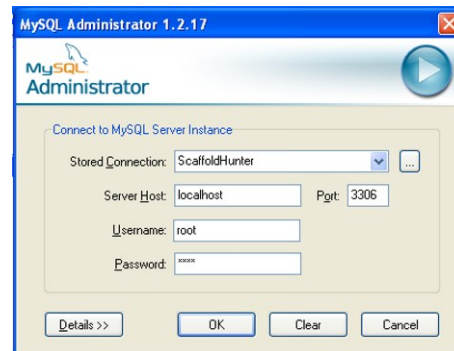 MySQL Administrator 1.2.17
MySQL
Administrator
Connect to MySQL Server Instance
Stored Connection: ScaffoldHunter ...
Server Host: localhost Port: 3306
Username: root
Password: ****
Details >> OK Clear Cancel